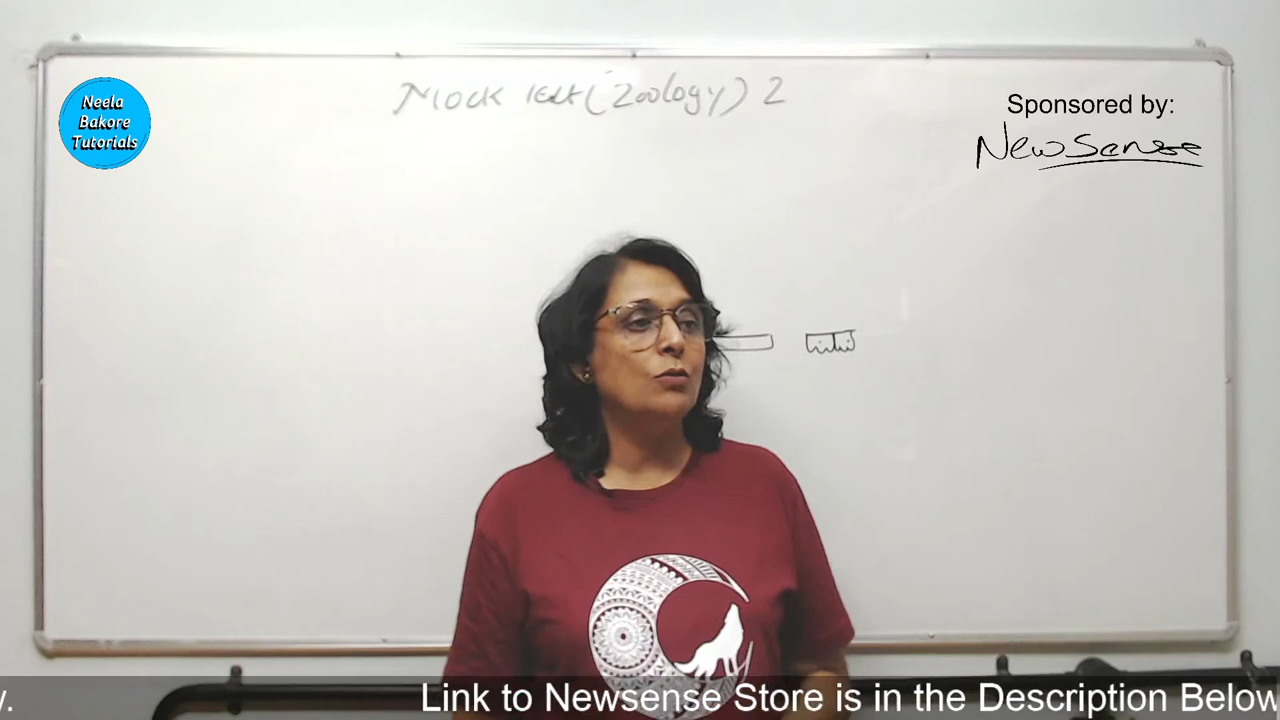 Mock test (Zoology) 2
Neela
Bakore
Tutorials
Sponsored by:
NewSense
y.
Link to Newsense Store is in the Description Below